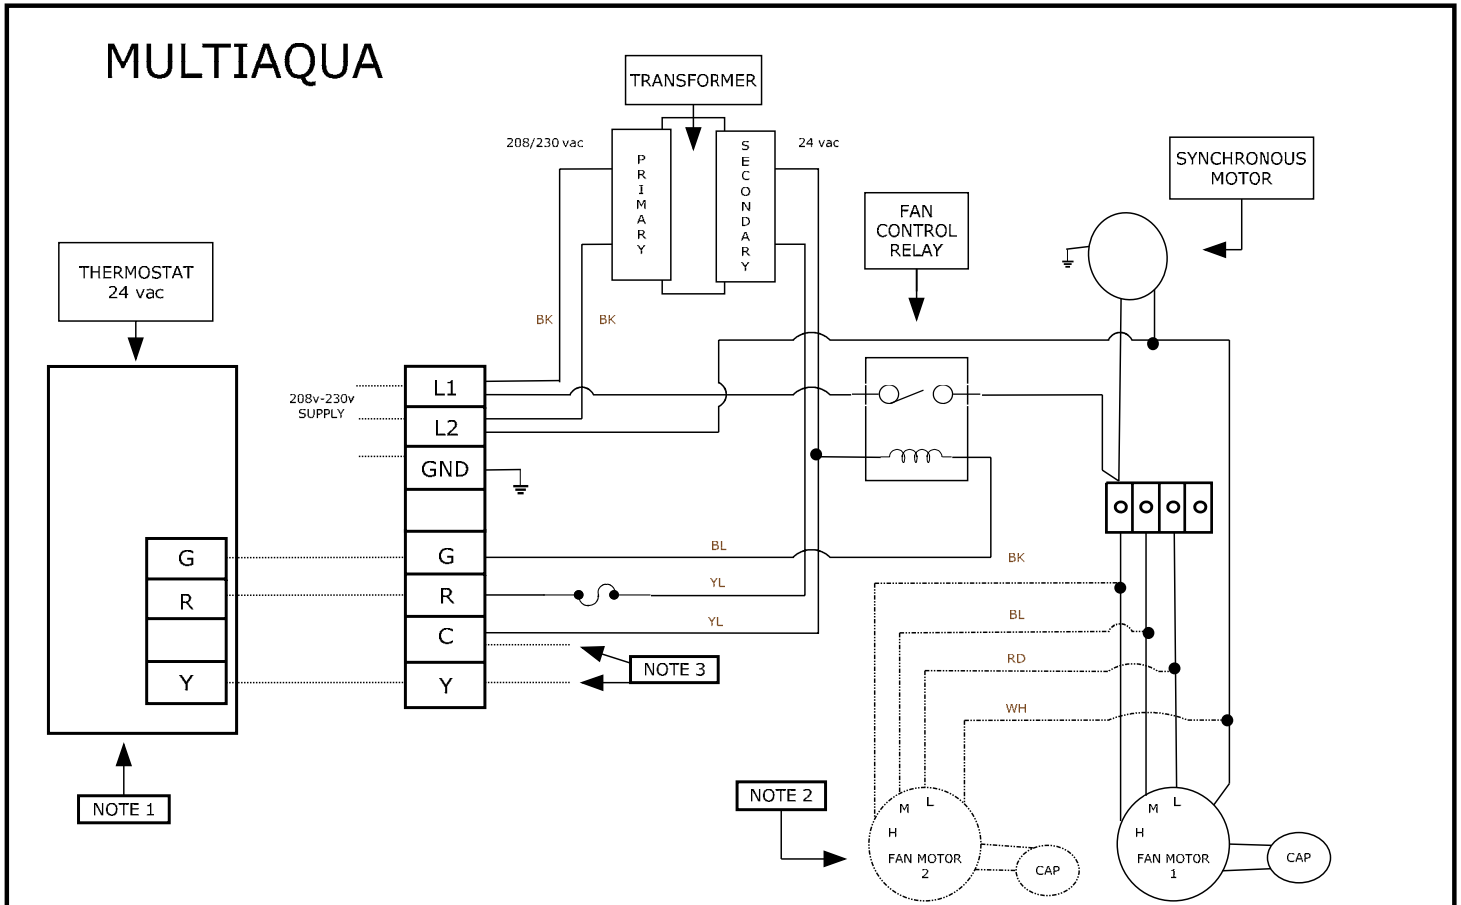 MULTIAQUA
TRANSFORMER
208/230 vac
PRIMARY
SECONDARY
24 vac
SYNCHRONOUS
MOTOR
FAN
CONTROL
RELAY
THERMOSTAT
24 vac
BK
BK
208v-230v
SUPPLY
L1
L2
GND
G
R
C
Y
G
R
Y
BL
YL
YL
NOTE 3
NOTE 1
BK
BL
RD
WH
NOTE 2
M
L
H
FAN MOTOR
2
CAP
M
L
H
FAN MOTOR
1
CAP